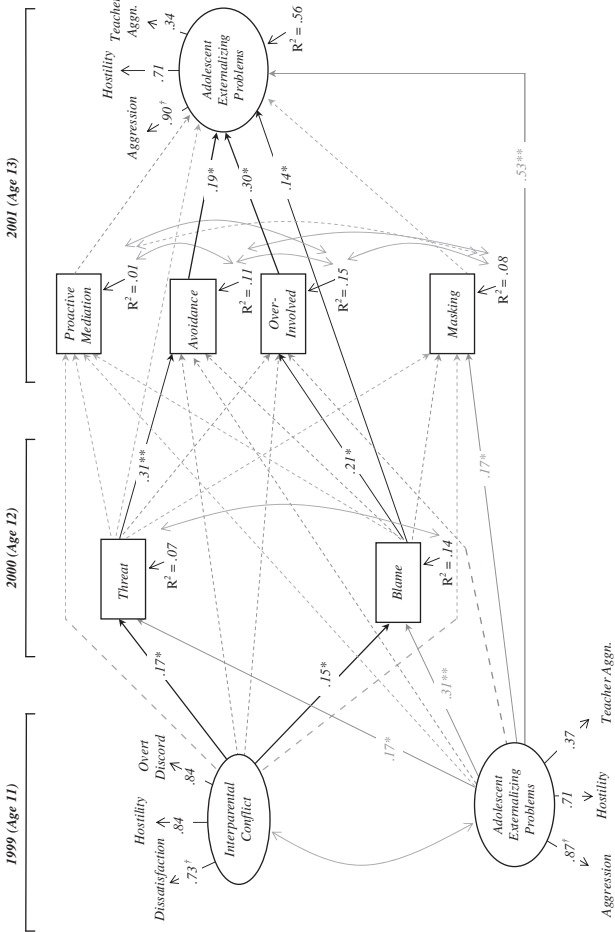 1999 (Age 11)
2000 (Age 12)
2001 (Age 13)
Dissatisfaction
Hostility
Overt
Discord
.73†
.84
.84
Interparental
Conflict
.17*
.15*
Threat
R² = .07
Blame
R² = .14
.31**
.21*
Proactive
Mediation
R² = .01
Avoidance
R² = .11
Over-
Involved
R² = .15
Masking
R² = .08
.19*
.30*
.14*
Aggression
Hostility
Teacher
Aggn.
.90†
.71
.34
Adolescent
Externalizing
Problems
R² = .56
.17*
.31**
.17*
.53**
Adolescent
Externalizing
Problems
.87†
.71
.37
Aggression
Hostility
Teacher Aggn.